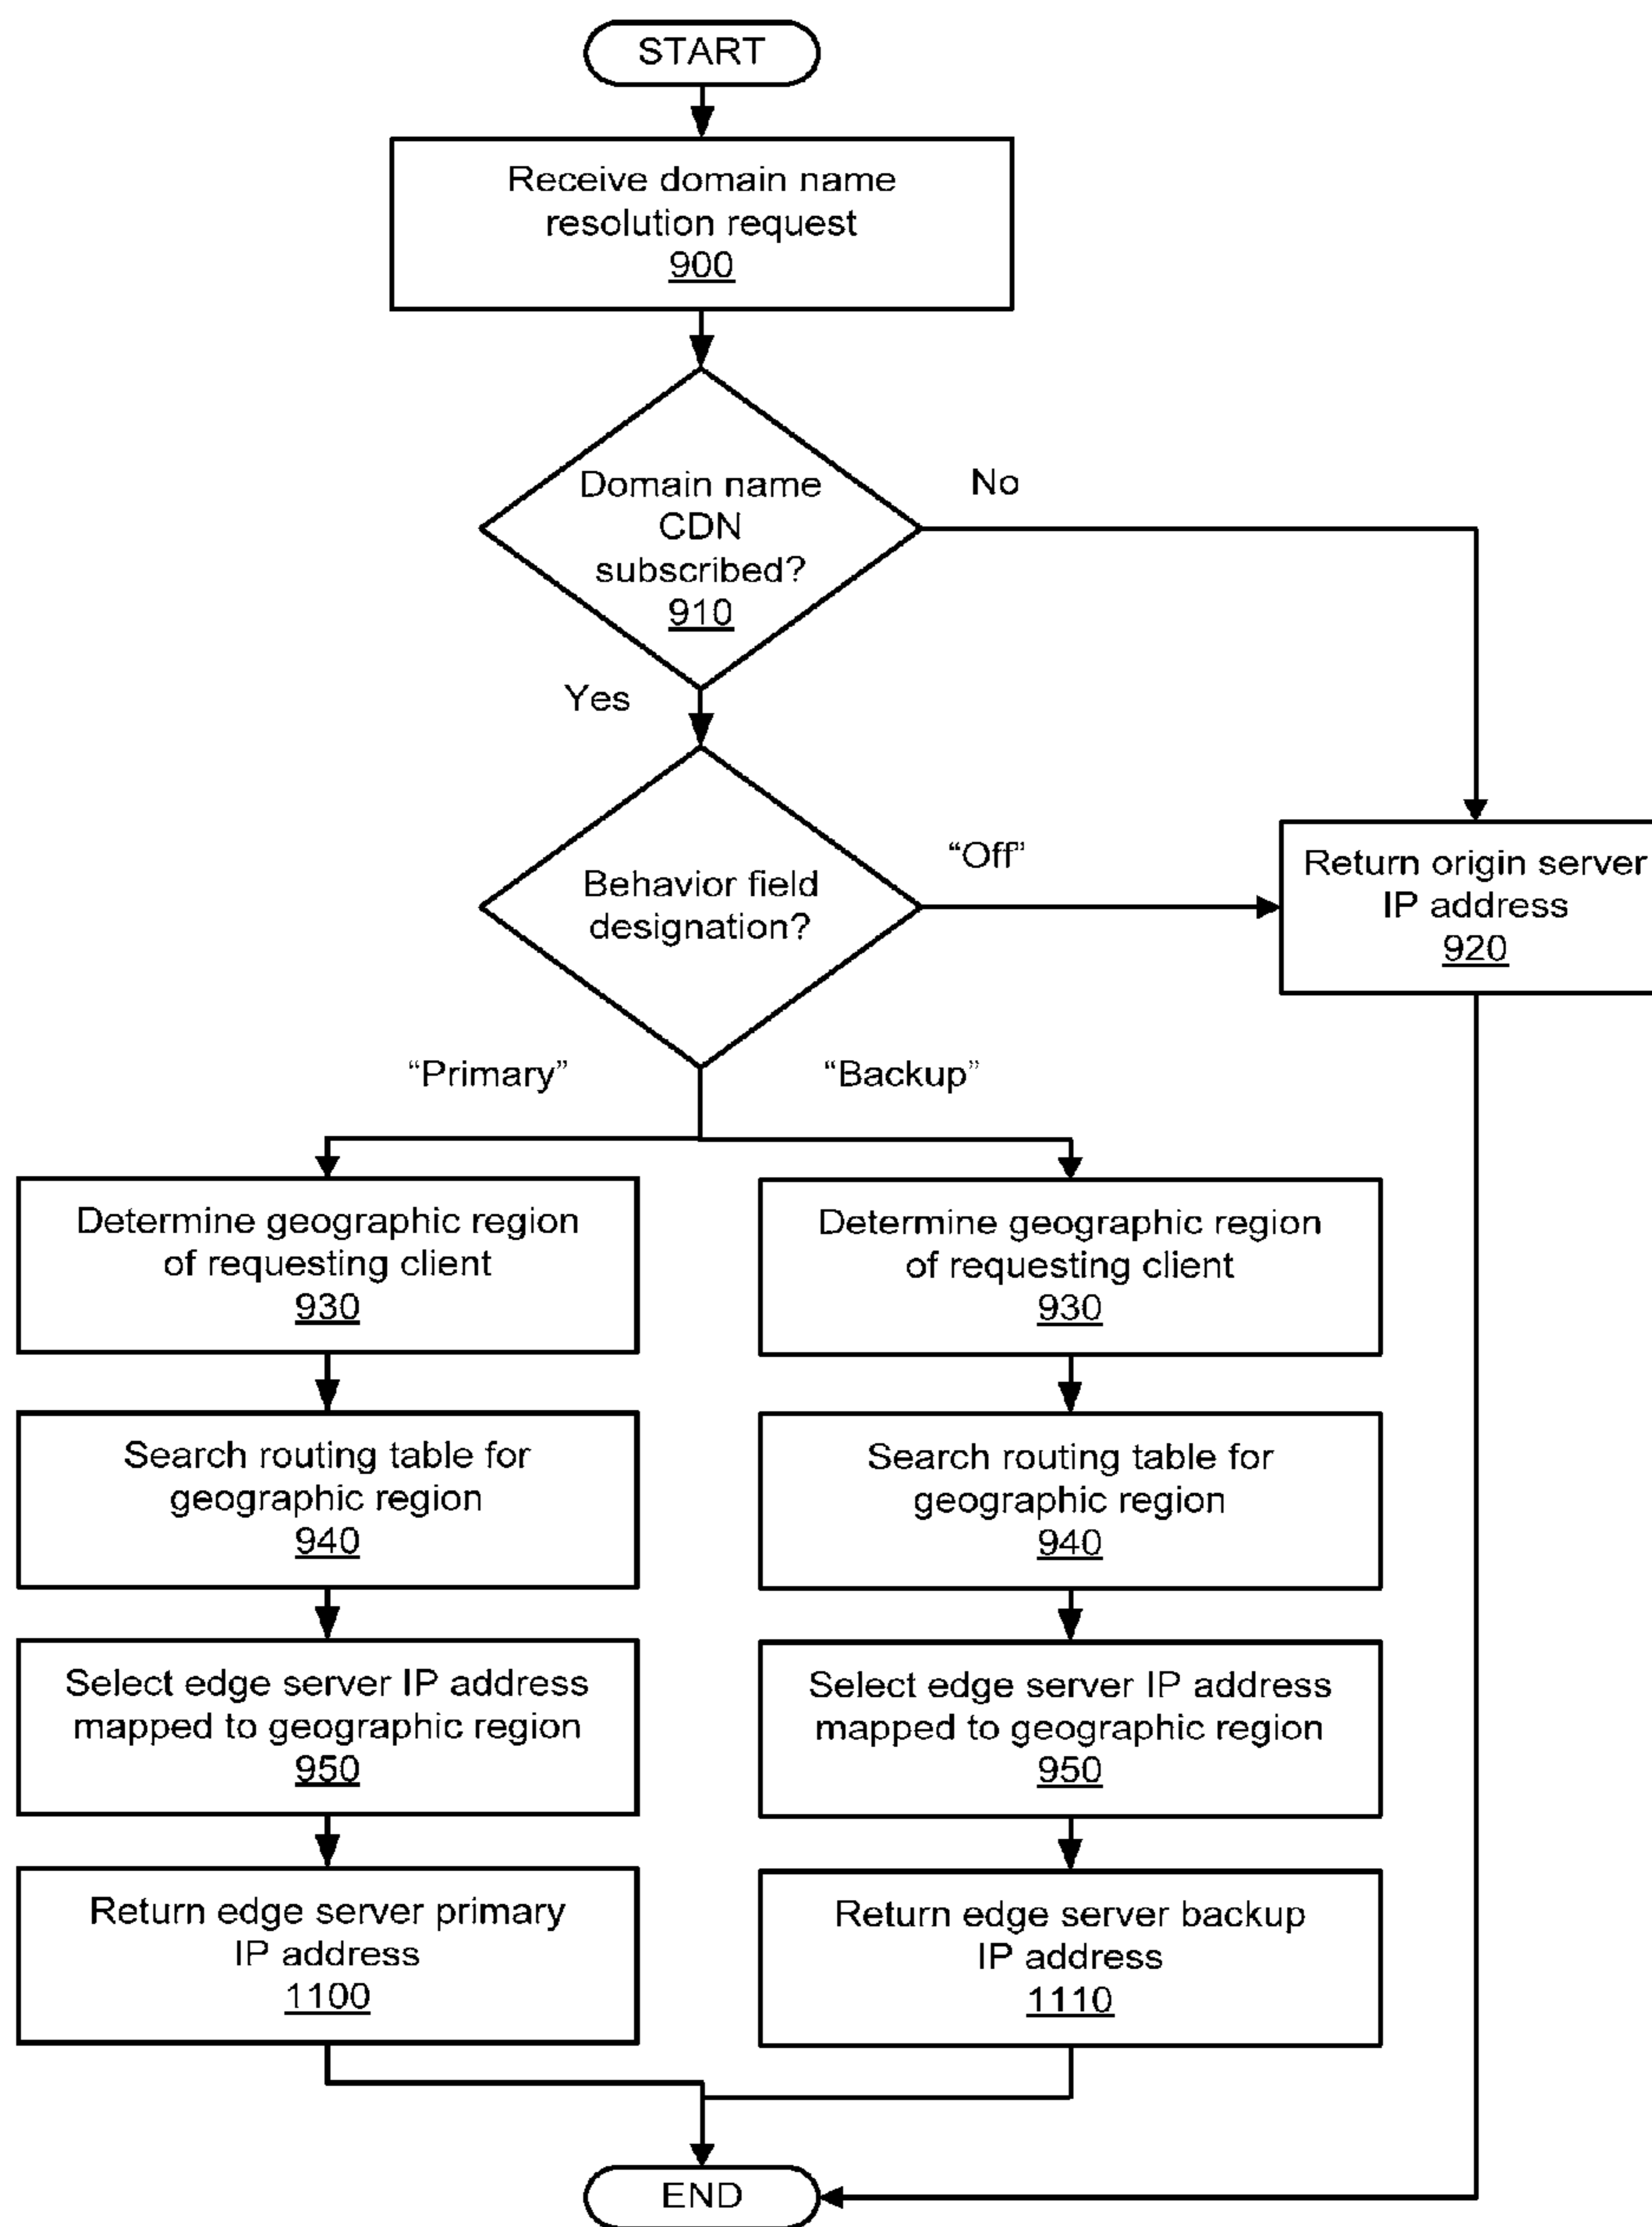 START
Receive domain name
resolution request
900
Domain name
CDN
subscribed?
910
No
Yes
Behavior field
designation?
“Off”
Return origin server
IP address
920
“Primary”
“Backup”
Determine geographic region
of requesting client
930
Determine geographic region
of requesting client
930
Search routing table for
geographic region
940
Search routing table for
geographic region
940
Select edge server IP address
mapped to geographic region
950
Select edge server IP address
mapped to geographic region
950
Return edge server primary
IP address
1100
Return edge server backup
IP address
1110
END